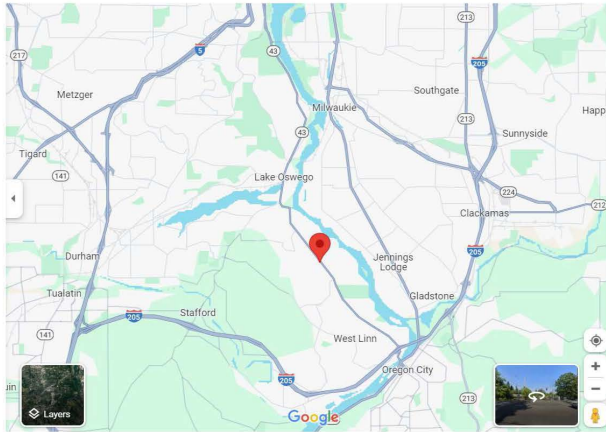 213
43
5
205
217
Metzger
Southgate
Milwaukie
213
Happ
Sunnyside
43
Tigard
141
Lake Oswego
224
212
Clackamas
205
Durham
Jennings
Lodge
Tualatin
Gladstone
Stafford
205
141
West Linn
Oregon City
205
uin
213
Layers
Google